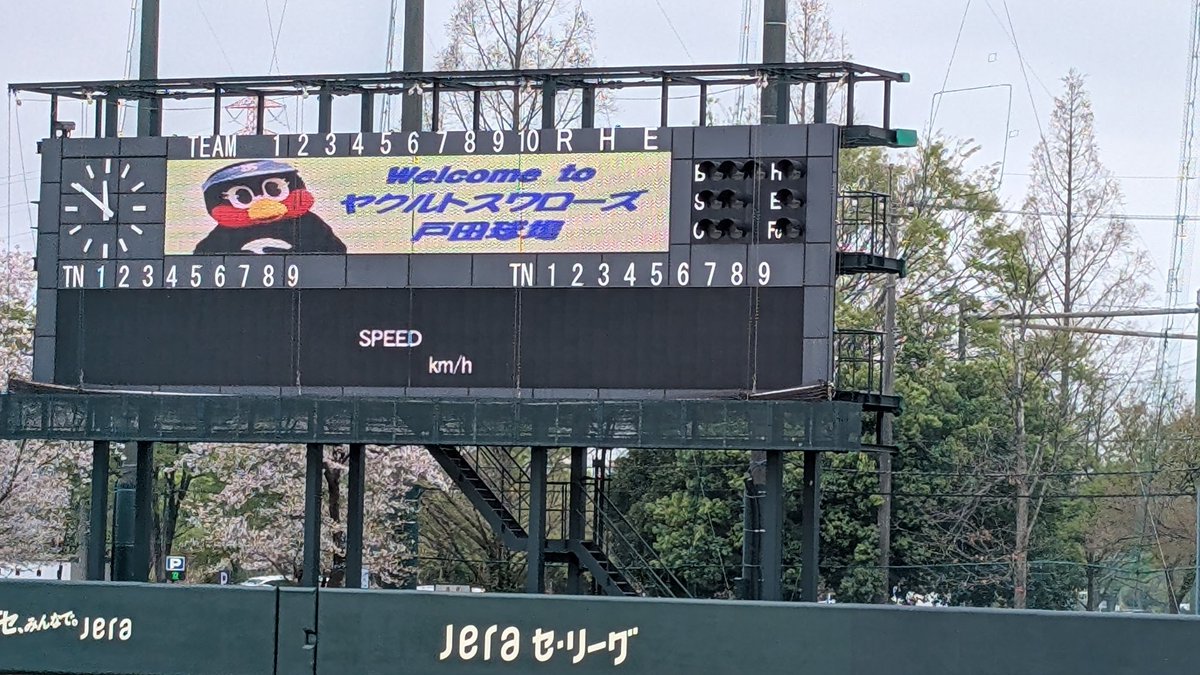 TEAM 1 2 3 4 5 6 7 8 9 10 R H E
Welcome to
ヤクルトスワローズ
戸田球場
B H
S E
O Fc
TN 1 2 3 4 5 6 7 8 9 TN 1 2 3 4 5 6 7 8 9
SPEED
km/h
P
セ、みんなで。 JERA
JERA セ・リーグ